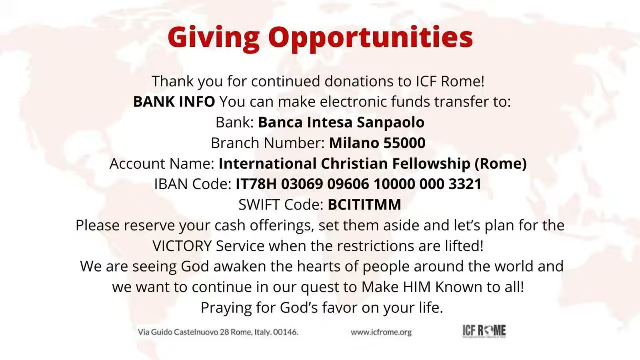 Giving Opportunities
Thank you for continued donations to ICF Rome!
BANK INFO You can make electronic funds transfer to:
Bank: Banca Intesa Sanpaolo
Branch Number: Milano 55000
Account Name: International Christian Fellowship (Rome)
IBAN Code: IT78H 03069 09606 10000 000 3321
SWIFT Code: BCITITMM
Please reserve your cash offerings, set them aside and let's plan for the
VICTORY Service when the restrictions are lifted!
We are seeing God awaken the hearts of people around the world and
we want to continue in our quest to Make HIM Known to all!
Praying for God's favor on your life.
Via Guido Castelnuovo 28 Rome, Italy. 00146. www.icfrome.org ICF ROME